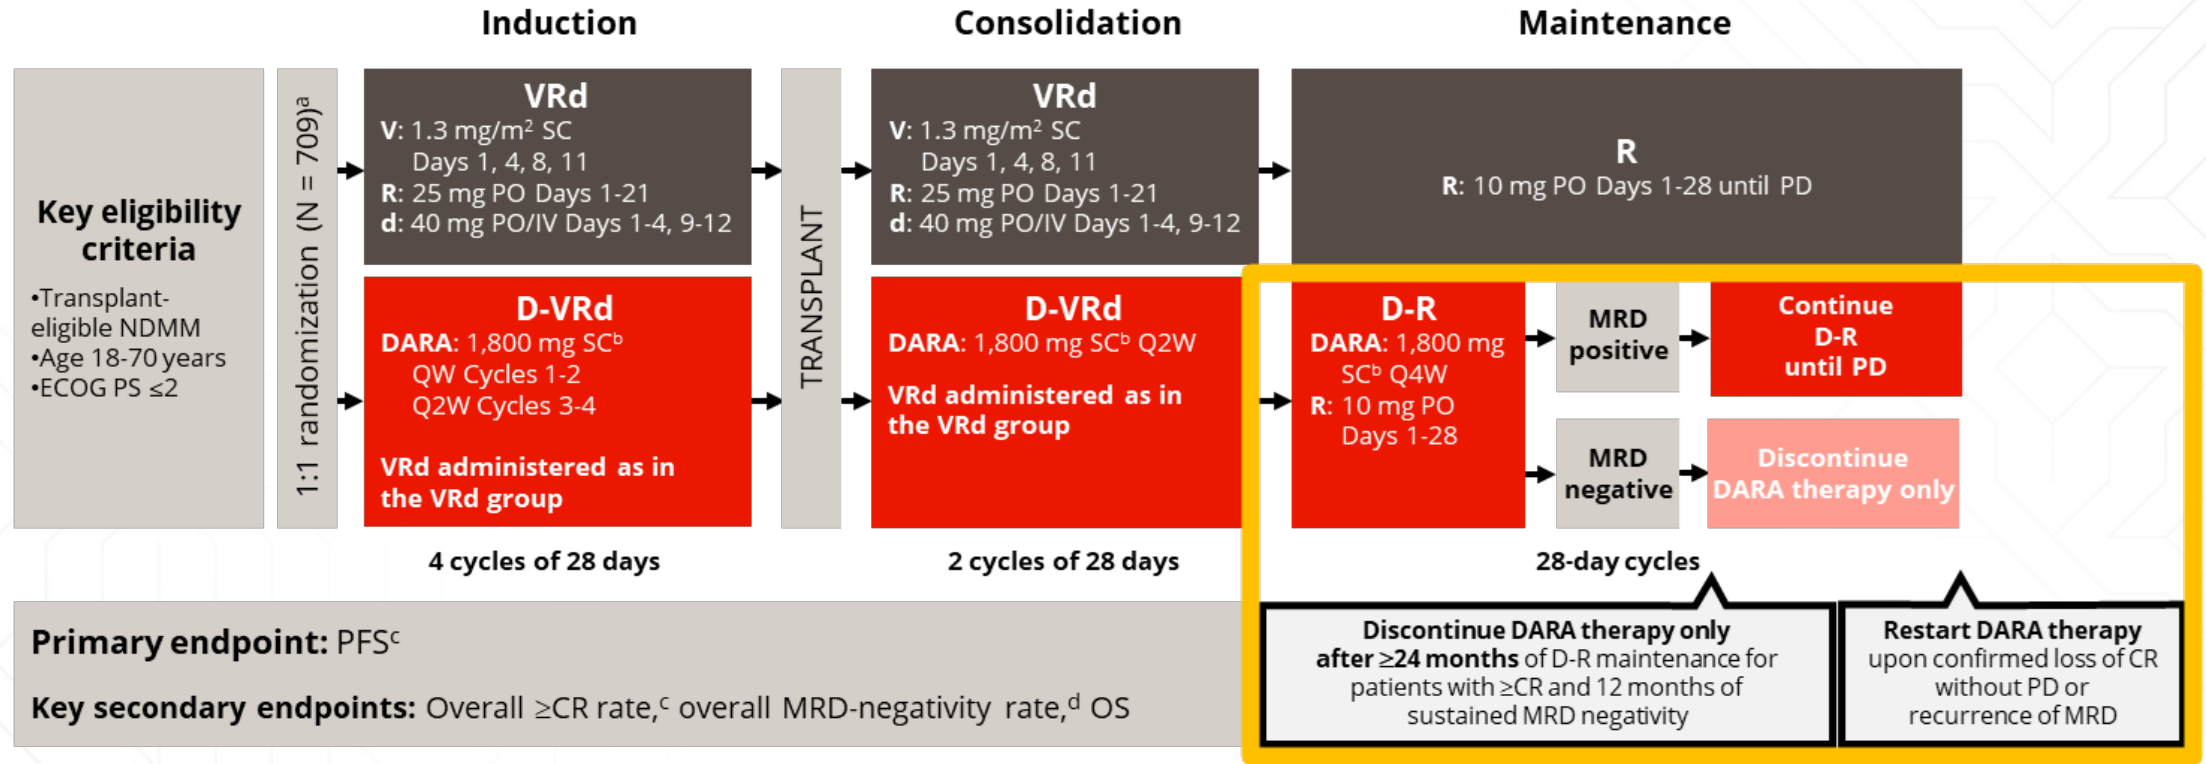 Induction
Consolidation
Maintenance
Key eligibility
criteria
•Transplant-
eligible NDMM
•Age 18-70 years
•ECOG PS ≤2
1:1 randomization (N = 709)ᵃ
VRd
V: 1.3 mg/m² SC
Days 1, 4, 8, 11
R: 25 mg PO Days 1-21
d: 40 mg PO/IV Days 1-4, 9-12
D-VRd
DARA: 1,800 mg SCᵇ
QW Cycles 1-2
Q2W Cycles 3-4
VRd administered as in
the VRd group
4 cycles of 28 days
TRANSPLANT
VRd
V: 1.3 mg/m² SC
Days 1, 4, 8, 11
R: 25 mg PO Days 1-21
d: 40 mg PO/IV Days 1-4, 9-12
D-VRd
DARA: 1,800 mg SCᵇ Q2W
VRd administered as in
the VRd group
2 cycles of 28 days
R
R: 10 mg PO Days 1-28 until PD
D-R
DARA: 1,800 mg
SCᵇ Q4W
R: 10 mg PO
Days 1-28
MRD
positive
Continue
D-R
until PD
MRD
negative
Discontinue
DARA therapy only
28-day cycles
Primary endpoint: PFSᶜ
Key secondary endpoints: Overall ≥CR rate,ᶜ overall MRD-negativity rate,ᵈ OS
Discontinue DARA therapy only
after ≥24 months of D-R maintenance for
patients with ≥CR and 12 months of
sustained MRD negativity
Restart DARA therapy
upon confirmed loss of CR
without PD or
recurrence of MRD